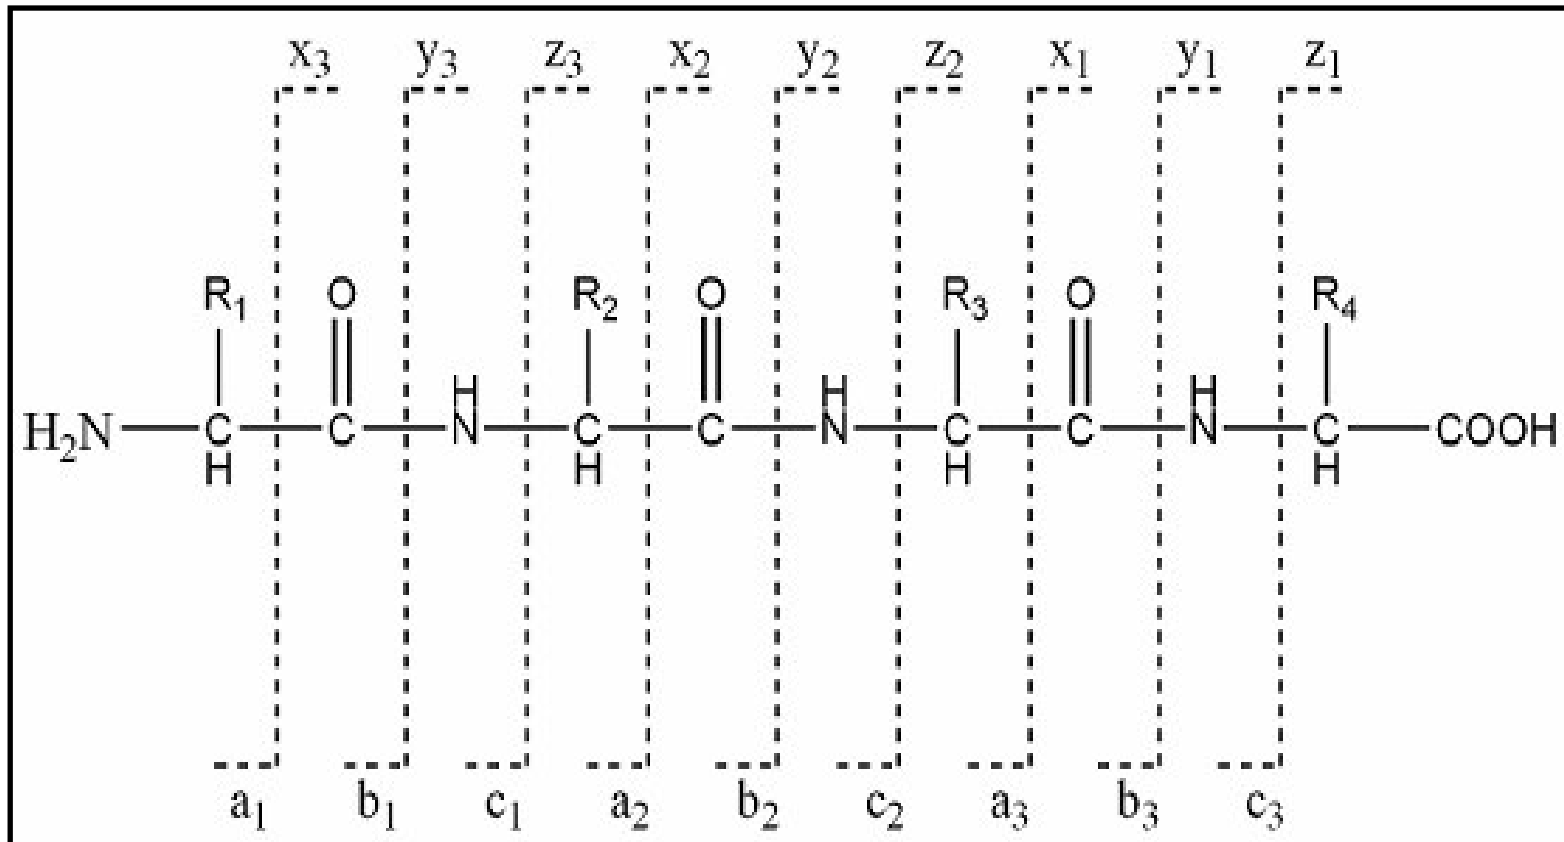 x₃ y₃ z₃ x₂ y₂ z₂ x₁ y₁ z₁
R₁ O R₂ O R₃ O R₄
H H H
H₂N C C N C C N C C N C COOH
H H H H
a₁ b₁ c₁ a₂ b₂ c₂ a₃ b₃ c₃